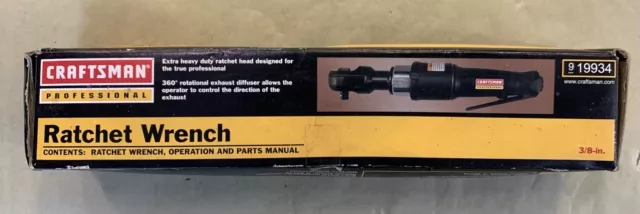 CRAFTSMAN
PROFESSIONAL
Extra heavy duty ratchet head designed for
the true professional
360° rotational exhaust diffuser allows the
operator to control the direction of the
exhaust
CRAFTSMAN
9 19934
www.craftsman.com
Ratchet Wrench
CONTENTS: RATCHET WRENCH, OPERATION AND PARTS MANUAL
3/8-in.